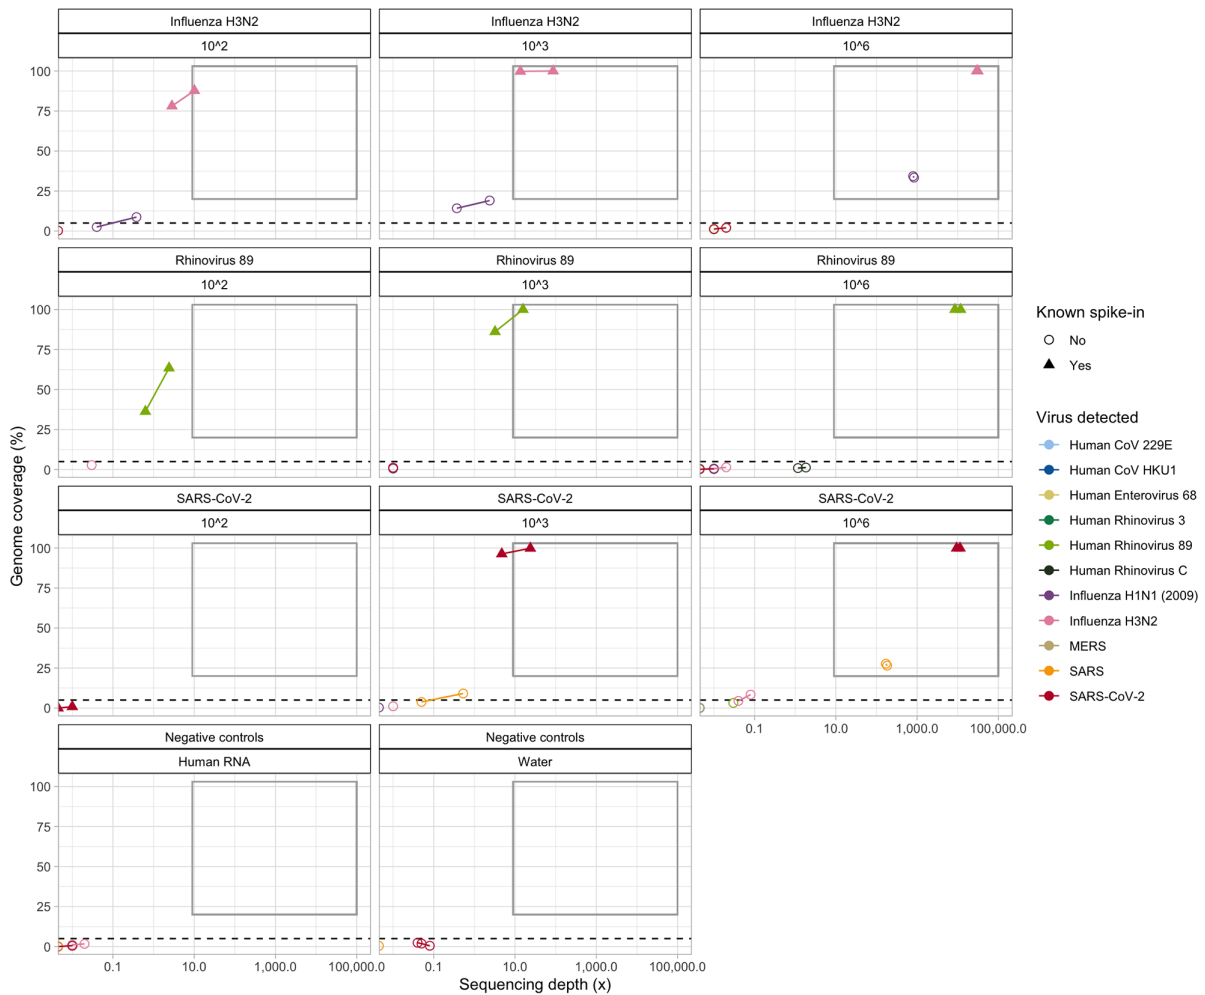 Influenza H3N2
Influenza H3N2
Influenza H3N2
10^2
10^3
10^6
100
75
50
25
0
Rhinovirus 89
Rhinovirus 89
Rhinovirus 89
10^2
10^3
10^6
100
75
50
25
0
SARS-CoV-2
SARS-CoV-2
SARS-CoV-2
10^2
10^3
10^6
100
75
50
25
0
0.1
10.0
1,000.0
100,000.0
Negative controls
Negative controls
Human RNA
Water
100
75
50
25
0
0.1
10.0
1,000.0
100,000.0
0.1
10.0
1,000.0
100,000.0
Sequencing depth (x)
Genome coverage (%)
Known spike-in
No
Yes
Virus detected
Human CoV 229E
Human CoV HKU1
Human Enterovirus 68
Human Rhinovirus 3
Human Rhinovirus 89
Human Rhinovirus C
Influenza H1N1 (2009)
Influenza H3N2
MERS
SARS
SARS-CoV-2